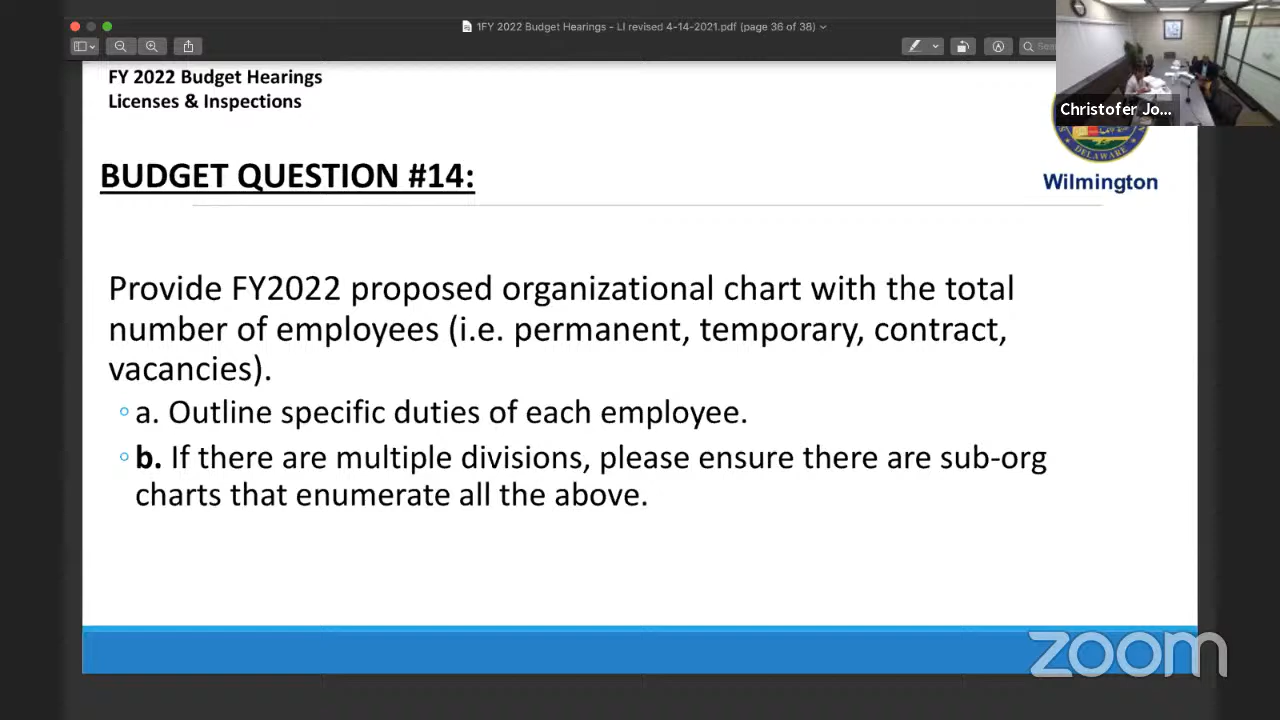 1FY 2022 Budget Hearings - LI revised 4-14-2021.pdf (page 36 of 38)
Christofer Jo...
FY 2022 Budget Hearings
Licenses & Inspections
DELAWARE
Wilmington
BUDGET QUESTION #14:
Provide FY2022 proposed organizational chart with the total
number of employees (i.e. permanent, temporary, contract,
vacancies).
a. Outline specific duties of each employee.
b. If there are multiple divisions, please ensure there are sub-org
charts that enumerate all the above.
zoom